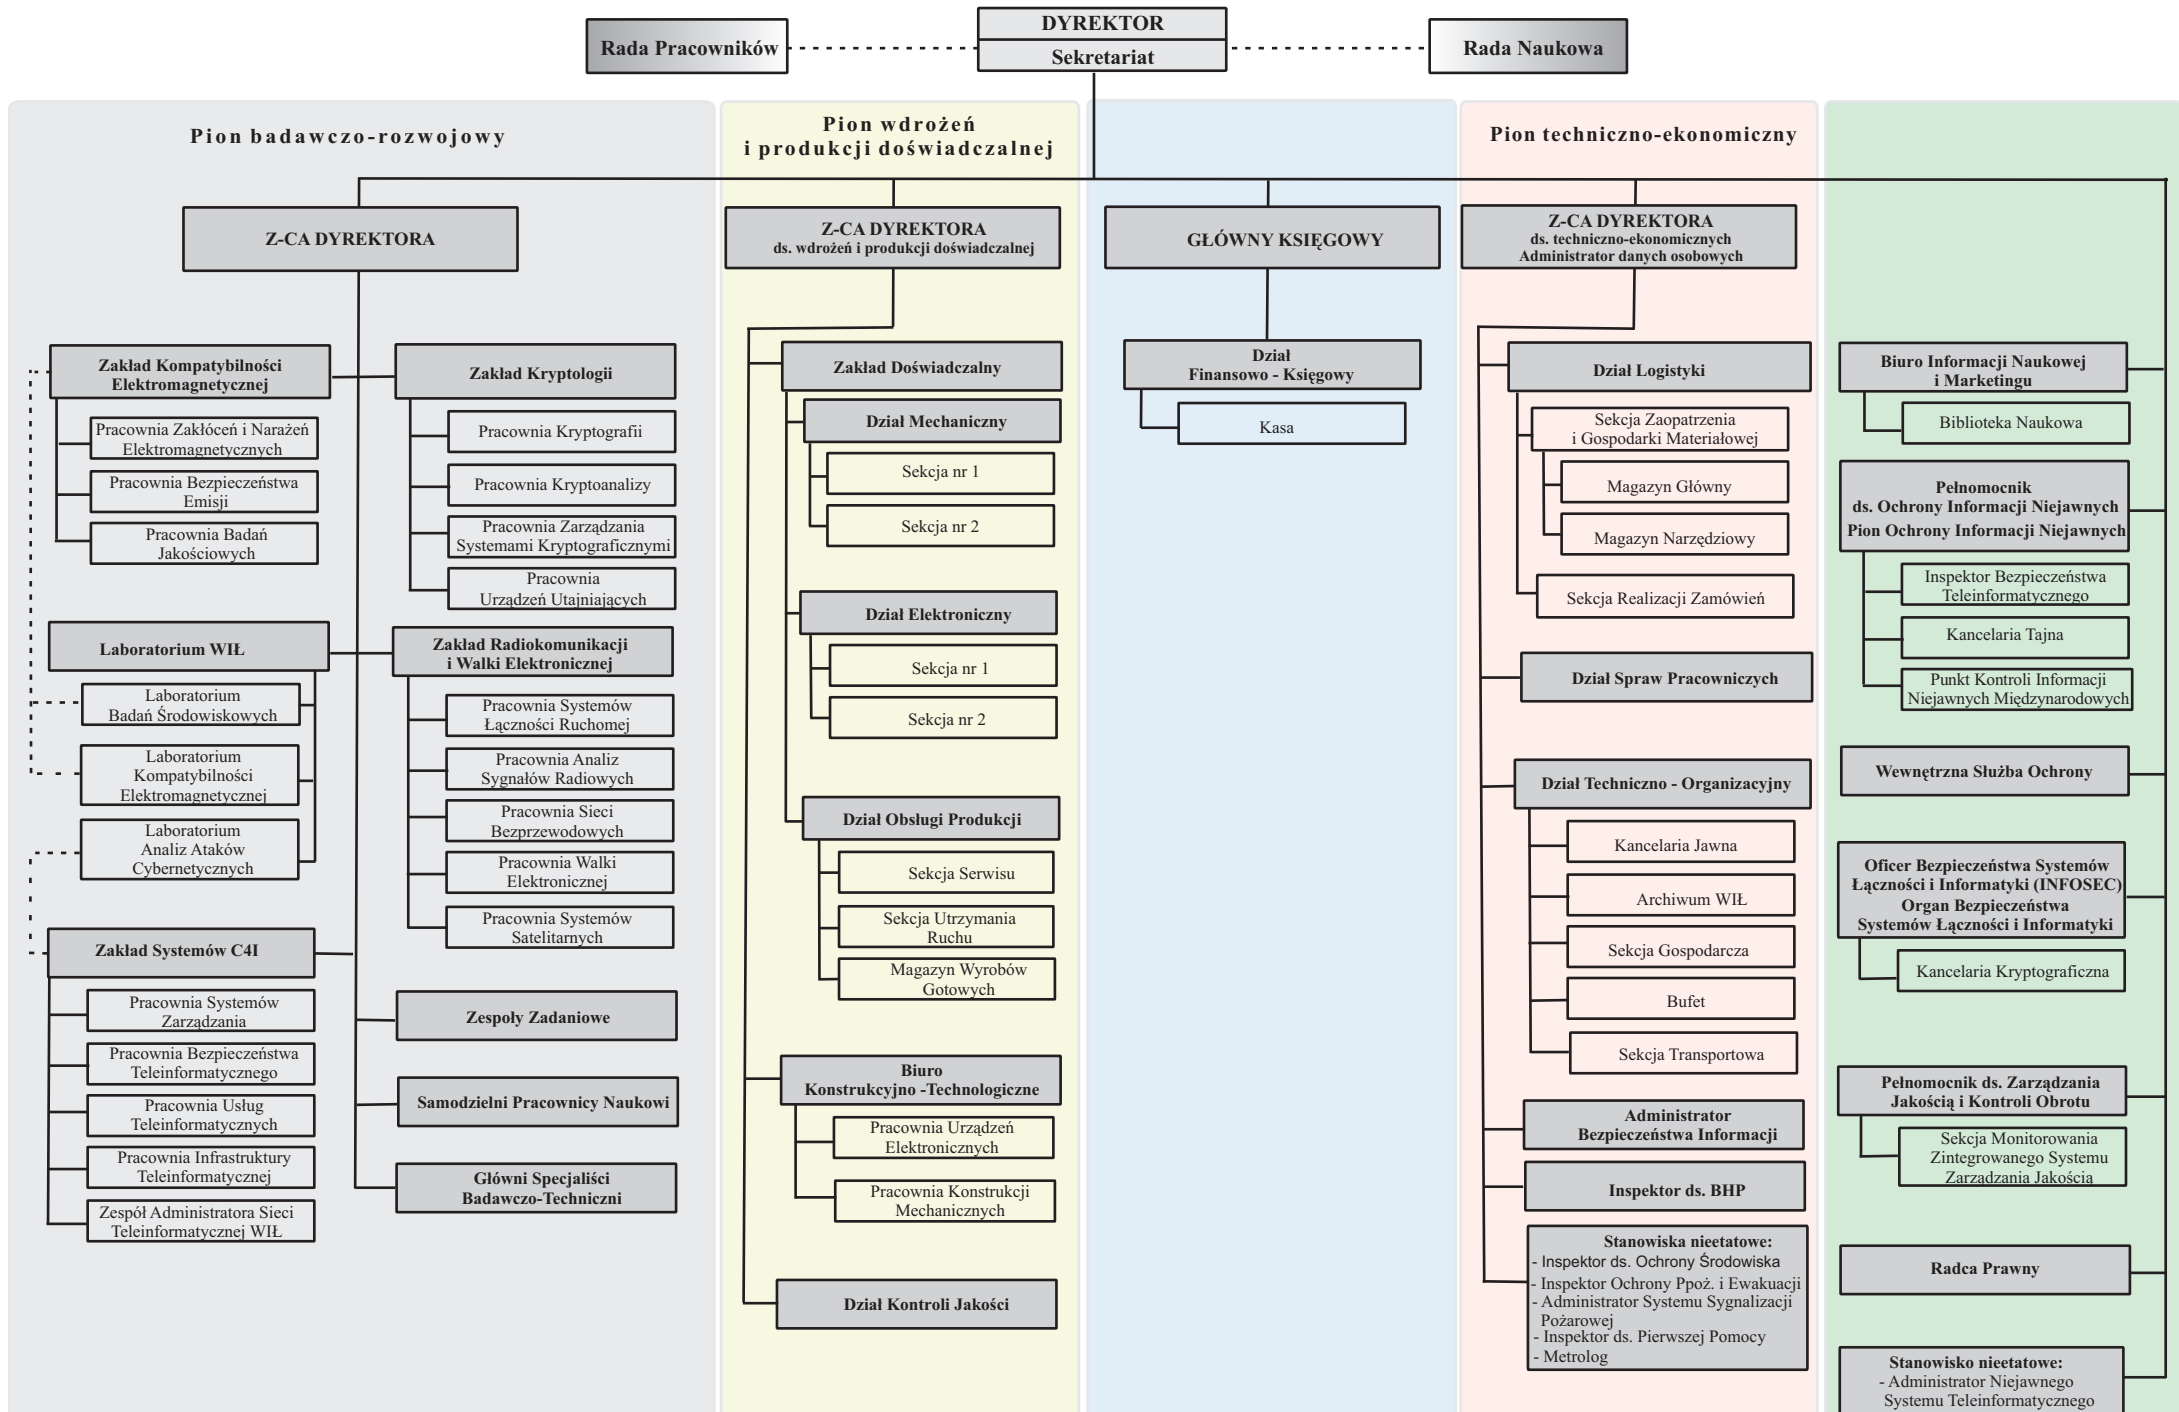 DYREKTOR
Sekretariat
Rada Pracowników
Rada Naukowa
Pion badawczo-rozwojowy
Z-CA DYREKTORA
Zakład Kompatybilności
Elektromagnetycznej
Pracownia Zakłóceń i Narażeń
Elektromagnetycznych
Pracownia Bezpieczeństwa
Emisji
Pracownia Badań
Jakościowych
Laboratorium WIŁ
Laboratorium
Badań Środowiskowych
Laboratorium
Kompatybilności
Elektromagnetycznej
Laboratorium
Analiz Ataków
Cybernetycznych
Zakład Systemów C4I
Pracownia Systemów
Zarządzania
Pracownia Bezpieczeństwa
Teleinformatycznego
Pracownia Usług
Teleinformatycznych
Pracownia Infrastruktury
Teleinformatycznej
Zespół Administratora Sieci
Teleinformatycznej WIŁ
Zakład Kryptologii
Pracownia Kryptografii
Pracownia Kryptoanalizy
Pracownia Zarządzania
Systemami Kryptograficznymi
Pracownia
Urządzeń Utajniających
Zakład Radiokomunikacji
i Walki Elektronicznej
Pracownia Systemów
Łączności Ruchomej
Pracownia Analiz
Sygnałów Radiowych
Pracownia Sieci
Bezprzewodowych
Pracownia Walki
Elektronicznej
Pracownia Systemów
Satelitarnych
Zespoły Zadaniowe
Samodzielni Pracownicy Naukowi
Główni Specjaliści
Badawczo-Techniczni
Pion wdrożeń
i produkcji doświadczalnej
Z-CA DYREKTORA
ds. wdrożeń i produkcji doświadczalnej
Zakład Doświadczalny
Dział Mechaniczny
Sekcja nr 1
Sekcja nr 2
Dział Elektroniczny
Sekcja nr 1
Sekcja nr 2
Dział Obsługi Produkcji
Sekcja Serwisu
Sekcja Utrzymania
Ruchu
Magazyn Wyrobów
Gotowych
Biuro
Konstrukcyjno -Technologiczne
Pracownia Urządzeń
Elektronicznych
Pracownia Konstrukcji
Mechanicznych
Dział Kontroli Jakości
GŁÓWNY KSIĘGOWY
Dział
Finansowo - Księgowy
Kasa
Pion techniczno-ekonomiczny
Z-CA DYREKTORA
ds. techniczno-ekonomicznych
Administrator danych osobowych
Dział Logistyki
Sekcja Zaopatrzenia
i Gospodarki Materiałowej
Magazyn Główny
Magazyn Narzędziowy
Sekcja Realizacji Zamówień
Dział Spraw Pracowniczych
Dział Techniczno - Organizacyjny
Kancelaria Jawna
Archiwum WIŁ
Sekcja Gospodarcza
Bufet
Sekcja Transportowa
Administrator
Bezpieczeństwa Informacji
Inspektor ds. BHP
Stanowiska nieetatowe:
- Inspektor ds. Ochrony Środowiska
- Inspektor Ochrony Ppoż. i Ewakuacji
- Administrator Systemu Sygnalizacji
Pożarowej
- Inspektor ds. Pierwszej Pomocy
- Metrolog
Biuro Informacji Naukowej
i Marketingu
Biblioteka Naukowa
Pełnomocnik
ds. Ochrony Informacji Niejawnych
Pion Ochrony Informacji Niejawnych
Inspektor Bezpieczeństwa
Teleinformatycznego
Kancelaria Tajna
Punkt Kontroli Informacji
Niejawnych Międzynarodowych
Wewnętrzna Służba Ochrony
Oficer Bezpieczeństwa Systemów
Łączności i Informatyki (INFOSEC)
Organ Bezpieczeństwa
Systemów Łączności i Informatyki
Kancelaria Kryptograficzna
Pełnomocnik ds. Zarządzania
Jakością i Kontroli Obrotu
Sekcja Monitorowania
Zintegrowanego Systemu
Zarządzania Jakością
Radca Prawny
Stanowisko nieetatowe:
- Administrator Niejawnego
Systemu Teleinformatycznego